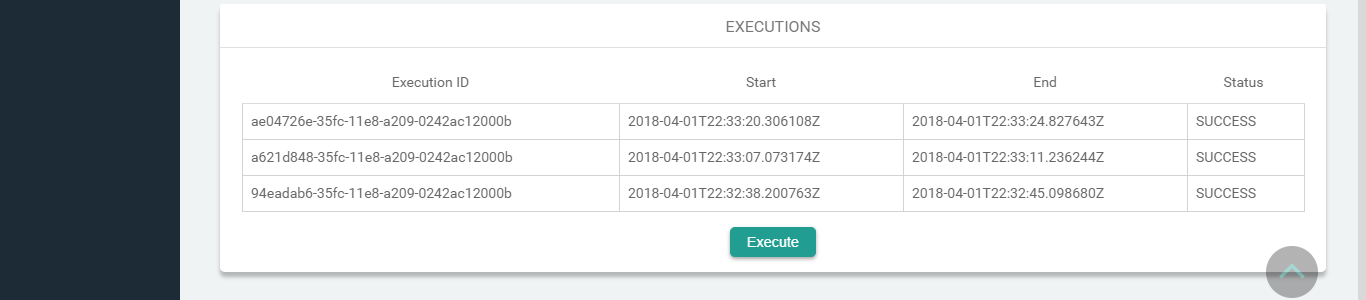 EXECUTIONS
Execution ID Start End Status
ae04726e-35fc-11e8-a209-0242ac12000b 2018-04-01T22:33:20.306108Z 2018-04-01T22:33:24.827643Z SUCCESS
a621d848-35fc-11e8-a209-0242ac12000b 2018-04-01T22:33:07.073174Z 2018-04-01T22:33:11.236244Z SUCCESS
94eadab6-35fc-11e8-a209-0242ac12000b 2018-04-01T22:32:38.200763Z 2018-04-01T22:32:45.098680Z SUCCESS
Execute